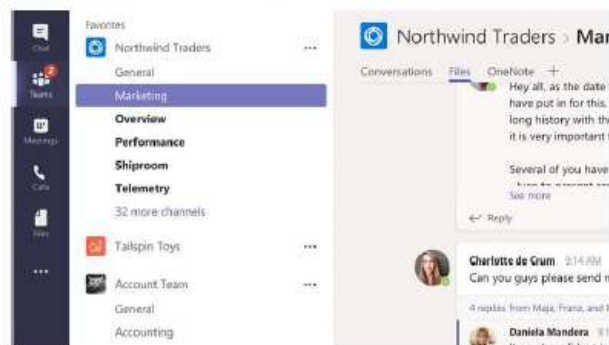 Chat
Teams
2
Meetings
Calls
Files
Favorites
Northwind Traders
General
Marketing
Overview
Performance
Shiproom
Telemetry
32 more channels
Tailspin Toys
Account Team
General
Accounting
Northwind Traders › Mar
Conversations Files OneNote +
Hey all, as the date
have put in for this.
long history with the
it is very important
Several of you have
See more
Reply
Charlotte de Crum 2:14 AM
Can you guys please send
4 replies from Maja, Franz, and
Daniela Mandera